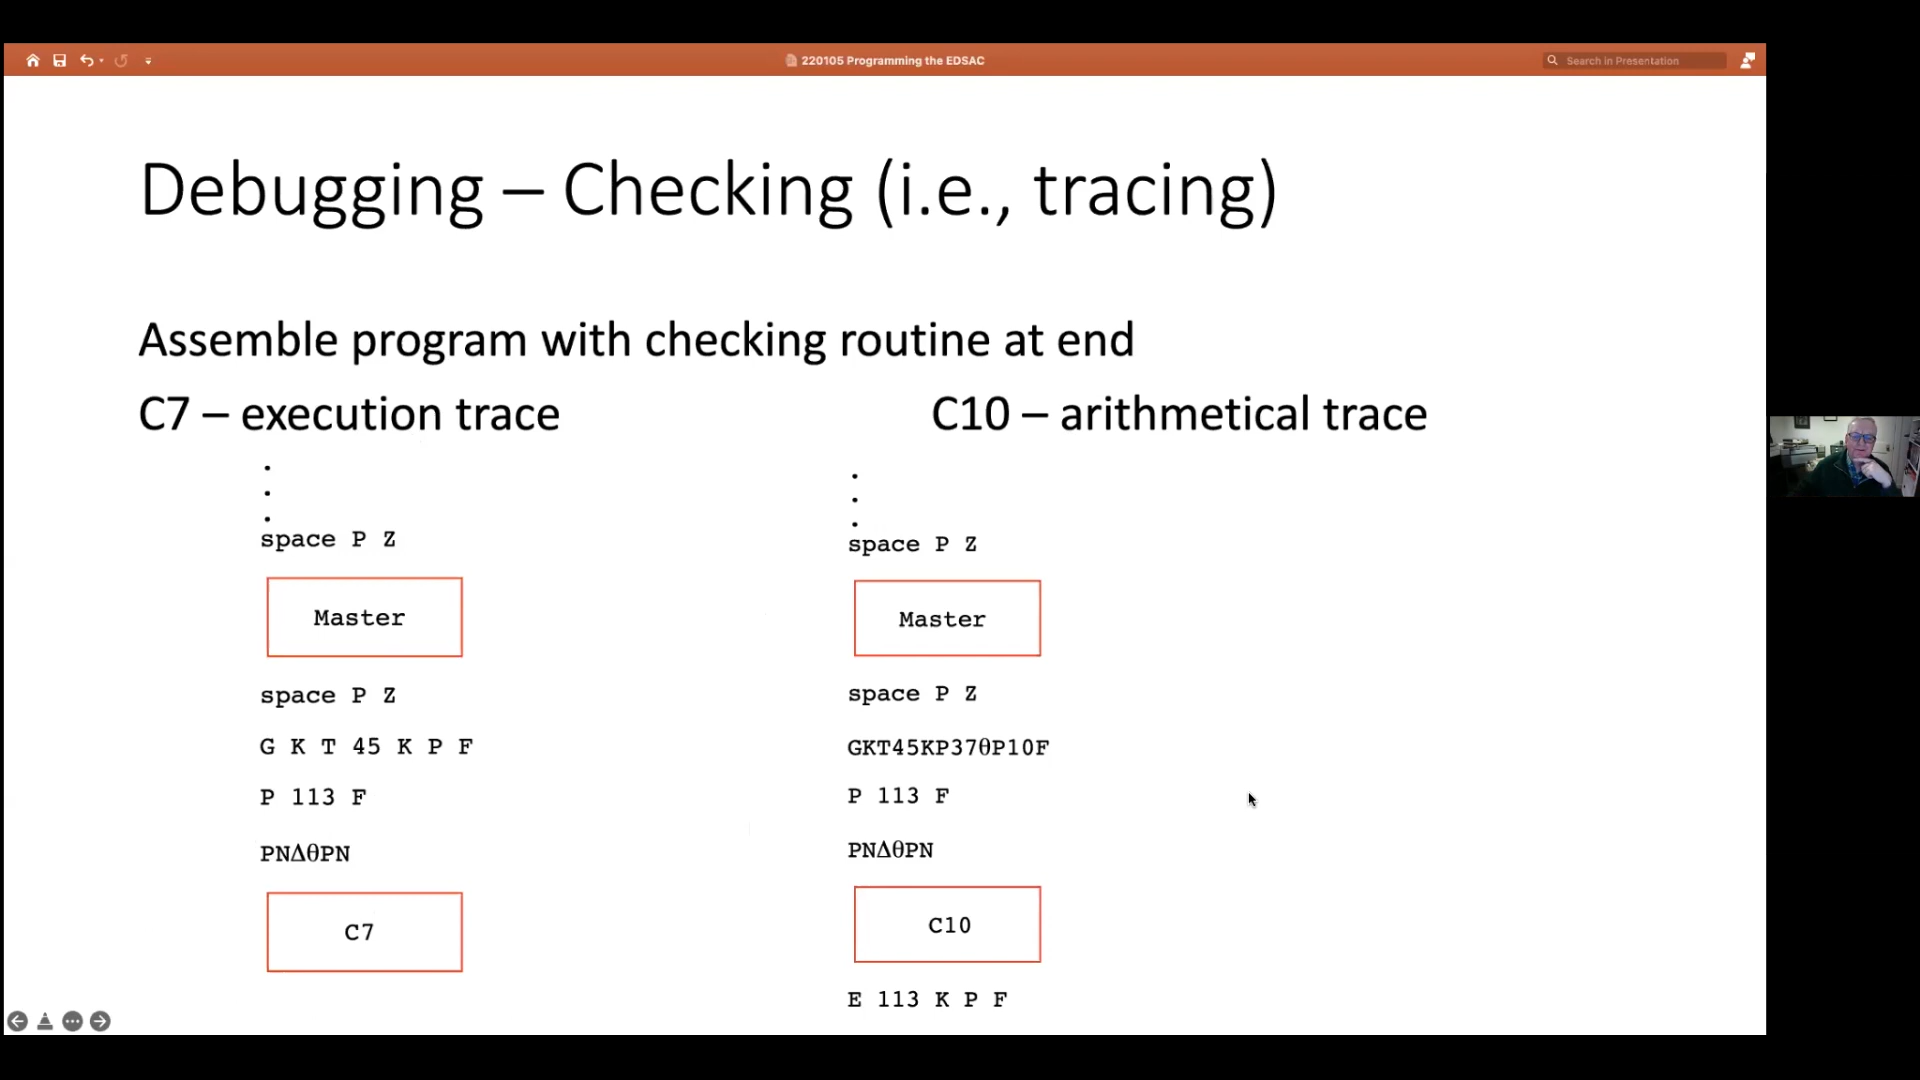 220105 Programming the EDSAC
Search in Presentation
Debugging – Checking (i.e., tracing)
Assemble program with checking routine at end
C7 – execution trace
C10 – arithmetical trace
.
.
.
space P Z
Master
space P Z
G K T 45 K P F
P 113 F
PNΔθPN
C7
.
.
.
space P Z
Master
space P Z
GKT45KP37θP10F
P 113 F
PNΔθPN
C10
E 113 K P F